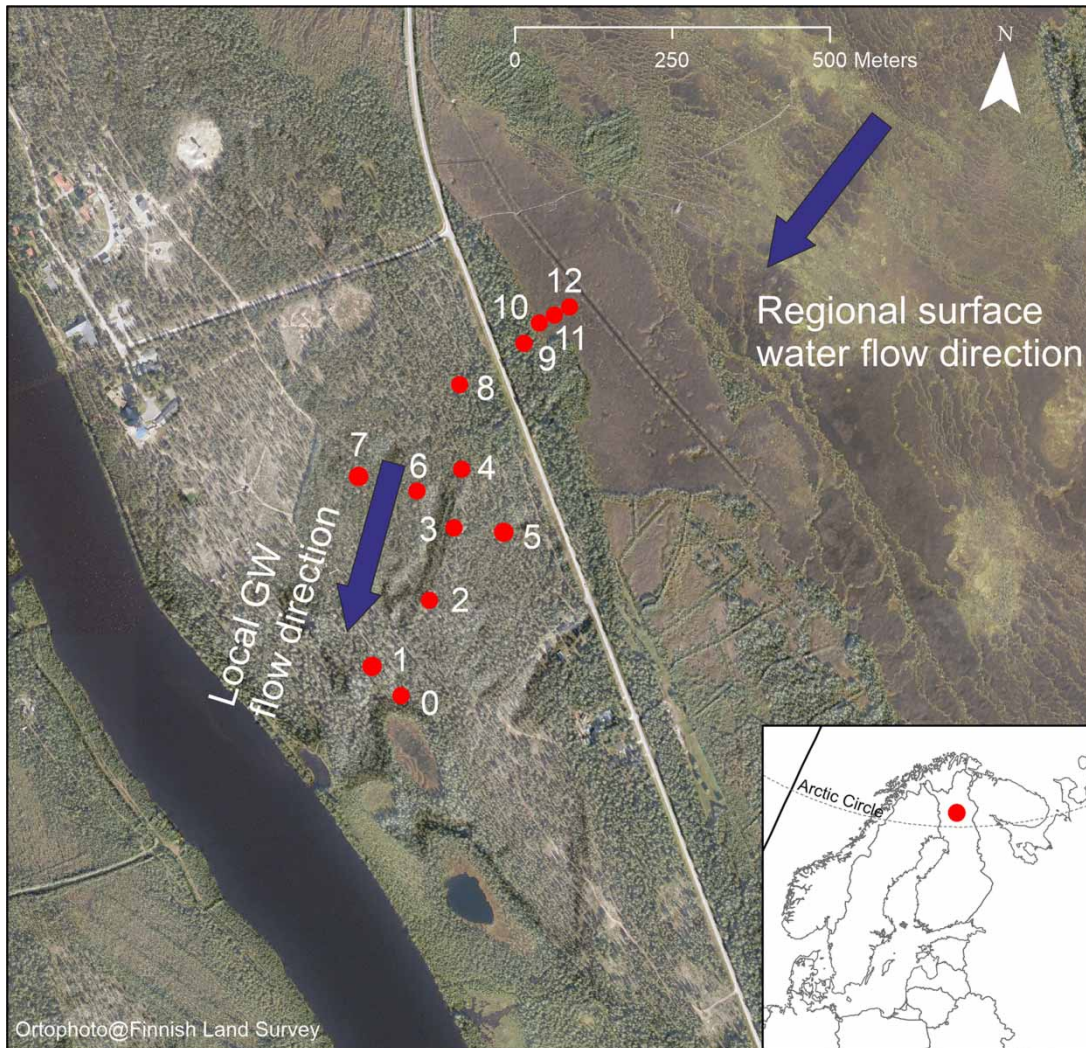 N
0 250 500 Meters
12
10
11
9
Regional surface
water flow direction
8
7
6
4
3
5
2
Local GW
flow direction
1
0
Arctic Circle
Ortophoto@Finnish Land Survey